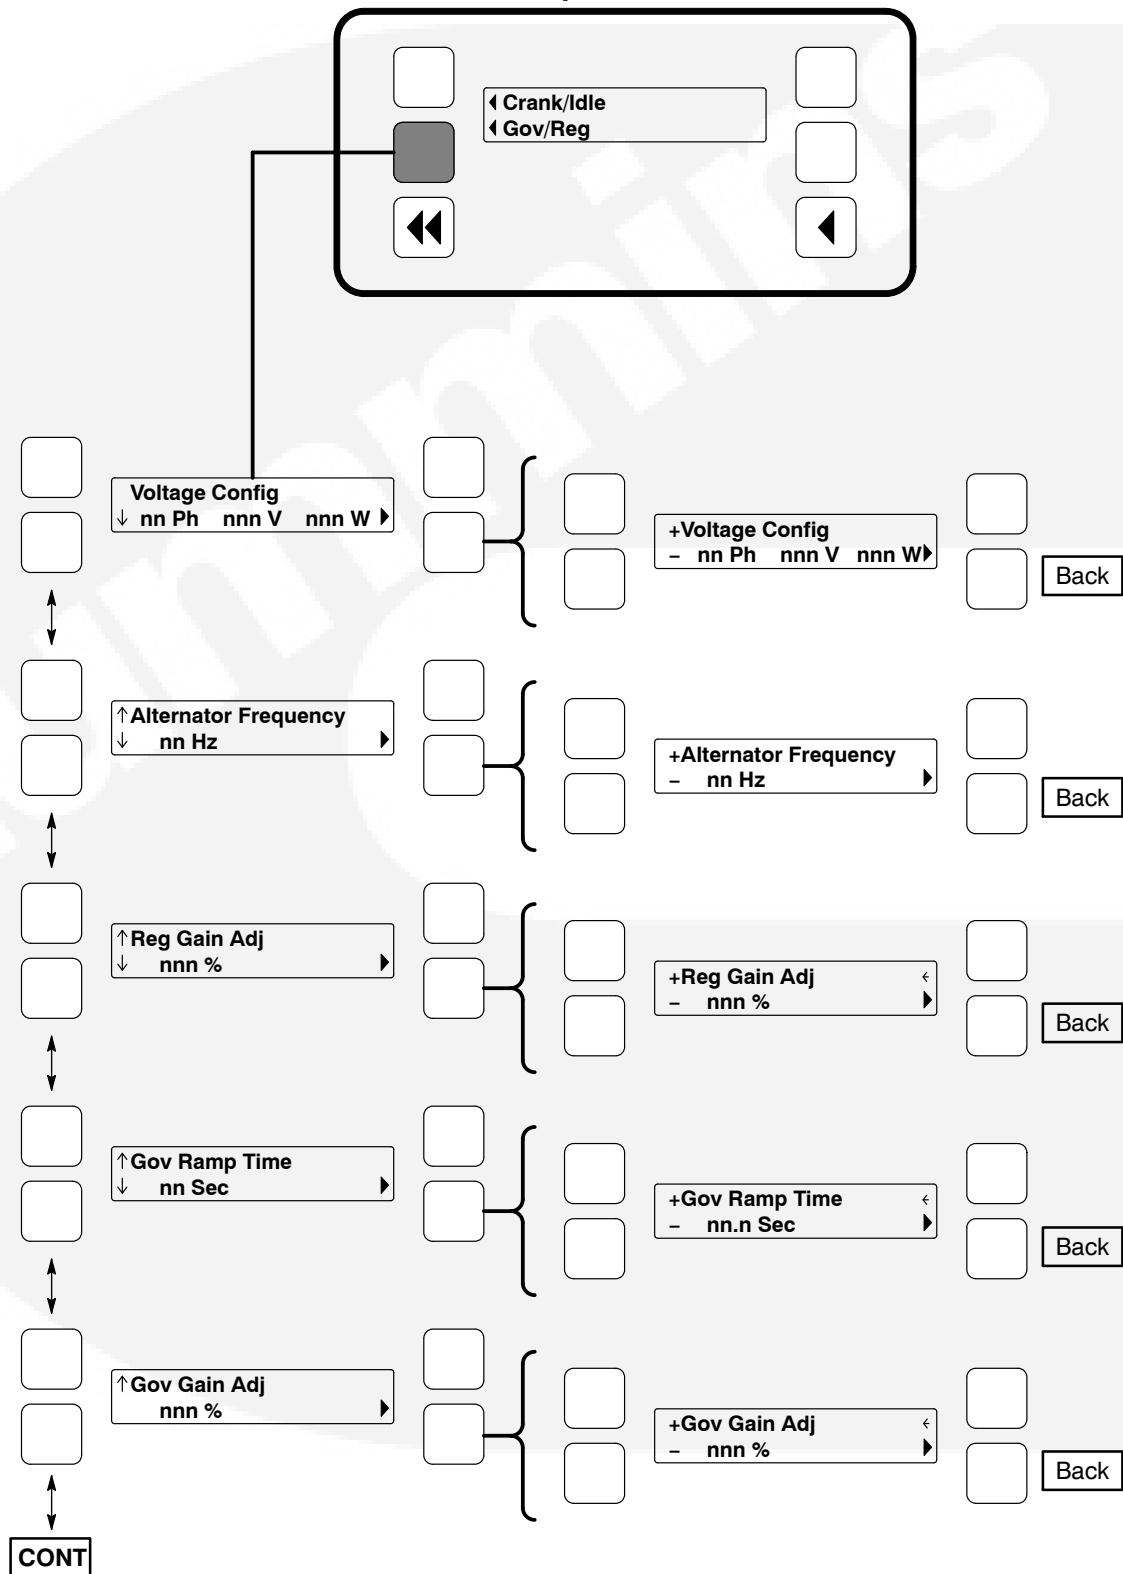 Crank/Idle
Gov/Reg
Voltage Config
↓ nn Ph nnn V nnn W
+Voltage Config
– nn Ph nnn V nnn W
Back
↑Alternator Frequency
↓ nn Hz
+Alternator Frequency
– nn Hz
Back
↑Reg Gain Adj
↓ nnn %
+Reg Gain Adj ←
– nnn %
Back
↑Gov Ramp Time
↓ nn Sec
+Gov Ramp Time ←
– nn.n Sec
Back
↑Gov Gain Adj
nnn %
+Gov Gain Adj ←
– nnn %
Back
CONT